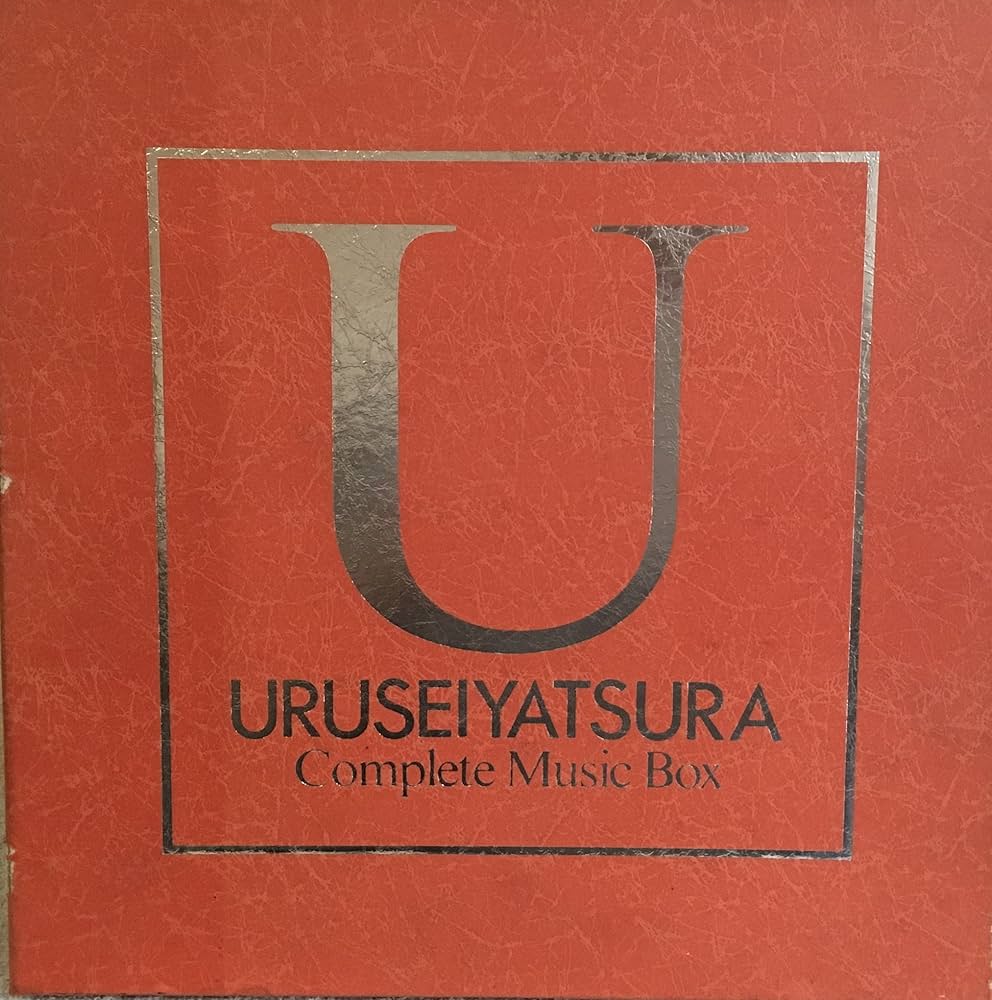 U
URUSEIYATSURA
Complete Music Box